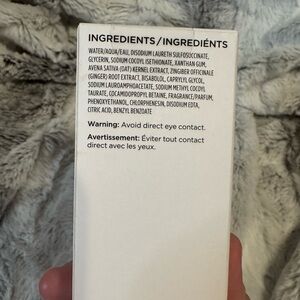 INGREDIENTS/INGRÉDIENTS
WATER/AQUA/EAU, DISODIUM LAURETH SULFOSUCCINATE,
GLYCERIN, SODIUM COCOYL ISETHIONATE, XANTHAN GUM,
AVENA SATIVA (OAT) KERNEL EXTRACT, ZINGIBER OFFICINALE
(GINGER) ROOT EXTRACT, BISABOLOL, CAPRYLYL GLYCOL,
SODIUM LAUROAMPHOACETATE, SODIUM METHYL COCOYL
TAURATE, COCAMIDOPROPYL BETAINE, FRAGRANCE/PARFUM,
PHENOXYETHANOL, CHLORPHENESIN, DISODIUM EDTA,
CITRIC ACID, BENZYL BENZOATE
Warning: Avoid direct eye contact.
Avertissement: Éviter tout contact
direct avec les yeux.